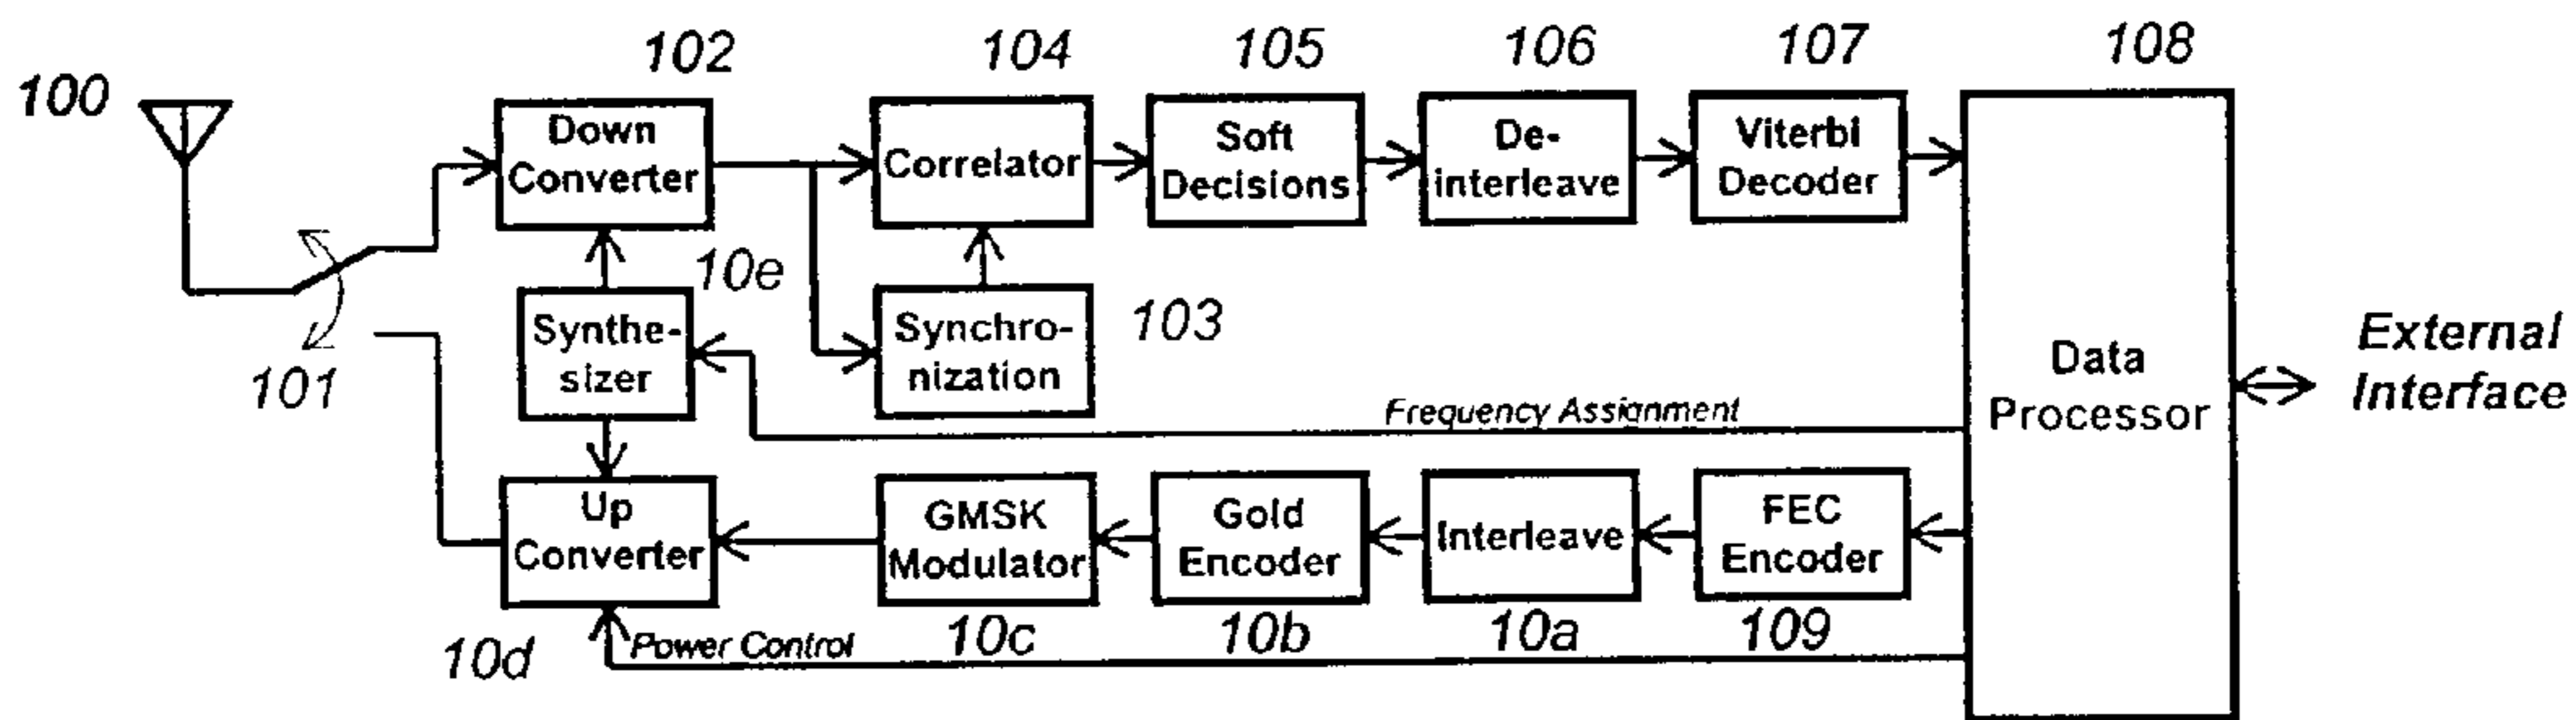 100
102
104
105
106
107
108
Down
Converter
Correlator
Soft
Decisions
De-
interleave
Viterbi
Decoder
10e
103
101
Synthe-
sizer
Synchro-
nization
Data
Processor
External
Interface
Frequency Assignment
Up
Converter
GMSK
Modulator
Gold
Encoder
Interleave
FEC
Encoder
10d
Power Control
10c
10b
10a
109